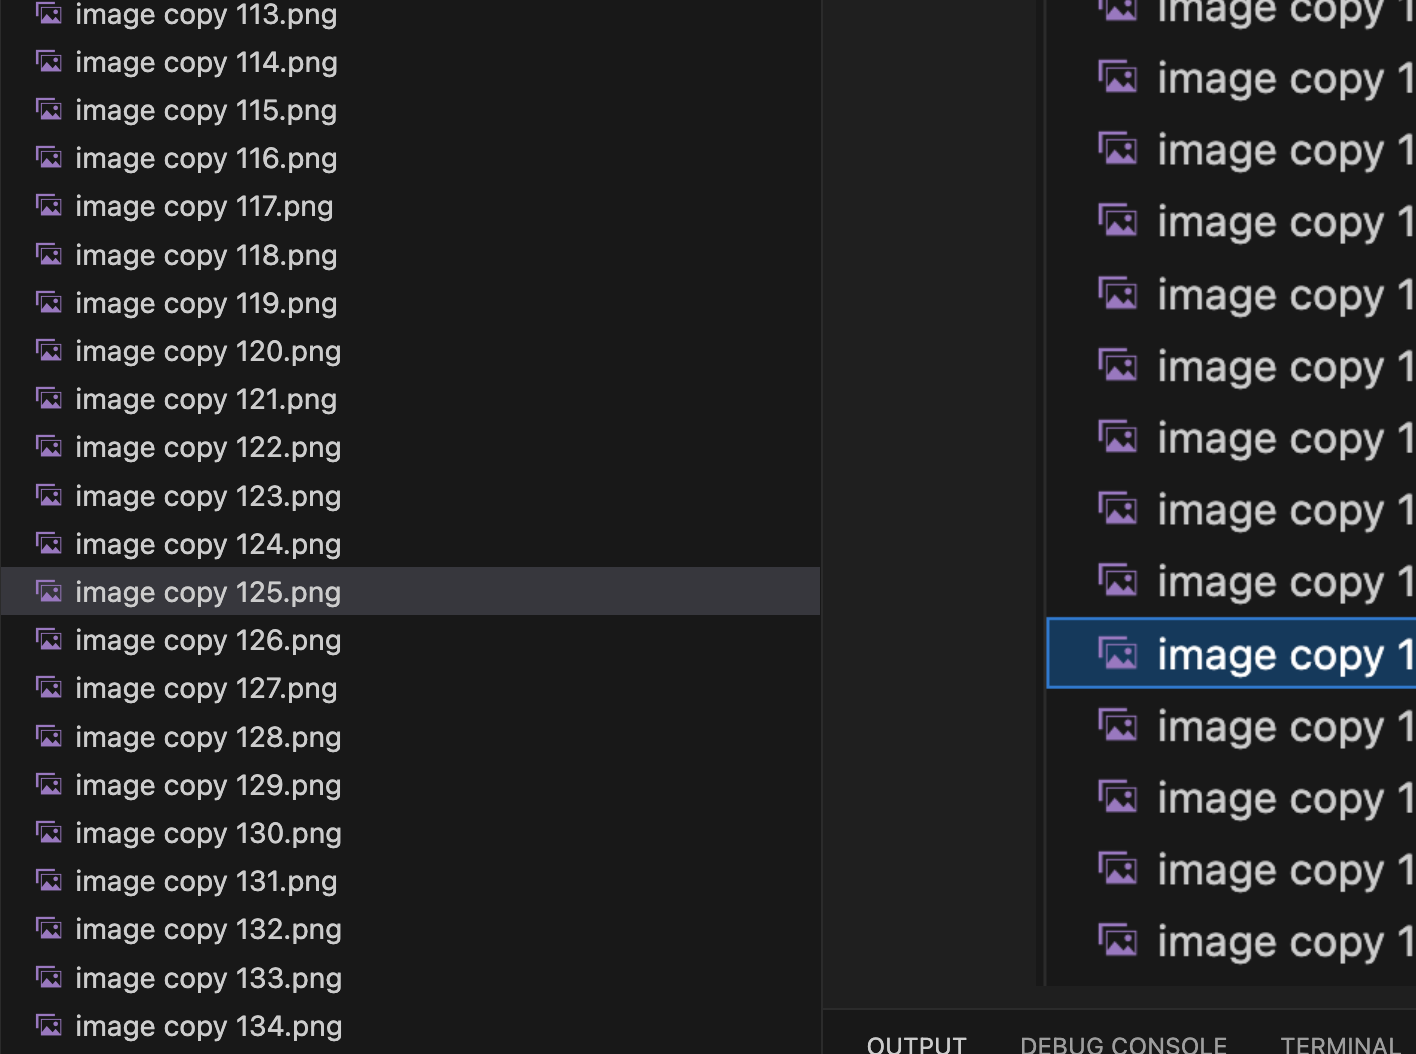 image copy 113.png
image copy 114.png
image copy 115.png
image copy 116.png
image copy 117.png
image copy 118.png
image copy 119.png
image copy 120.png
image copy 121.png
image copy 122.png
image copy 123.png
image copy 124.png
image copy 125.png
image copy 126.png
image copy 127.png
image copy 128.png
image copy 129.png
image copy 130.png
image copy 131.png
image copy 132.png
image copy 133.png
image copy 134.png
image copy 1
image copy 1
image copy 1
image copy 1
image copy 1
image copy 1
image copy 1
image copy 1
image copy 1
image copy 1
image copy 1
image copy 1
image copy 1
image copy 1
OUTPUT DEBUG CONSOLE TERMINAL